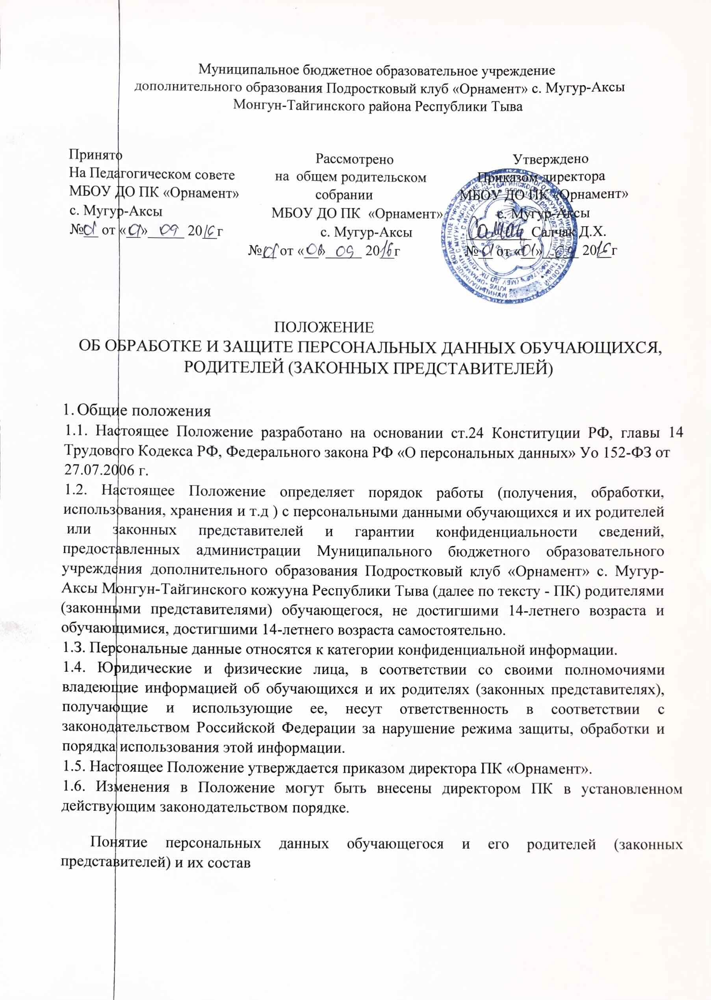 Муниципальное бюджетное образовательное учреждение
дополнительного образования Подростковый клуб «Орнамент» с. Мугур-Аксы
Монгун-Тайгинского района Республики Тыва
Принято
На Педагогическом совете
МБОУ ДО ПК «Орнамент»
с. Мугур-Аксы
№01 от «01» 09 2016г
Рассмотрено
на общем родительском
собрании
МБОУ ДО ПК «Орнамент»
с. Мугур-Аксы
№01 от « » 09 2016г
Утверждено
Приказом директора
МБОУ ДО ПК «Орнамент»
с. Мугур-Аксы
Салчак Д.Х.
№01 от «01» 09 2016г
ПОЛОЖЕНИЕ
ОБ ОБРАБОТКЕ И ЗАЩИТЕ ПЕРСОНАЛЬНЫХ ДАННЫХ ОБУЧАЮЩИХСЯ,
РОДИТЕЛЕЙ (ЗАКОННЫХ ПРЕДСТАВИТЕЛЕЙ)
1. Общие положения
1.1. Настоящее Положение разработано на основании ст.24 Конституции РФ, главы 14
Трудового Кодекса РФ, Федерального закона РФ «О персональных данных» Уо 152-ФЗ от
27.07.2006 г.
1.2. Настоящее Положение определяет порядок работы (получения, обработки,
использования, хранения и т.д ) с персональными данными обучающихся и их родителей
или законных представителей и гарантии конфиденциальности сведений,
предоставленных администрации Муниципального бюджетного образовательного
учреждения дополнительного образования Подростковый клуб «Орнамент» с. Мугур-
Аксы Монгун-Тайгинского кожууна Республики Тыва (далее по тексту - ПК) родителями
(законными представителями) обучающегося, не достигшими 14-летнего возраста и
обучающимися, достигшими 14-летнего возраста самостоятельно.
1.3. Персональные данные относятся к категории конфиденциальной информации.
1.4. Юридические и физические лица, в соответствии со своими полномочиями
владеющие информацией об обучающихся и их родителях (законных представителях),
получающие и использующие ее, несут ответственность в соответствии с
законодательством Российской Федерации за нарушение режима защиты, обработки и
порядка использования этой информации.
1.5. Настоящее Положение утверждается приказом директора ПК «Орнамент».
1.6. Изменения в Положение могут быть внесены директором ПК в установленном
действующим законодательством порядке.
Понятие персональных данных обучающегося и его родителей (законных
представителей) и их состав